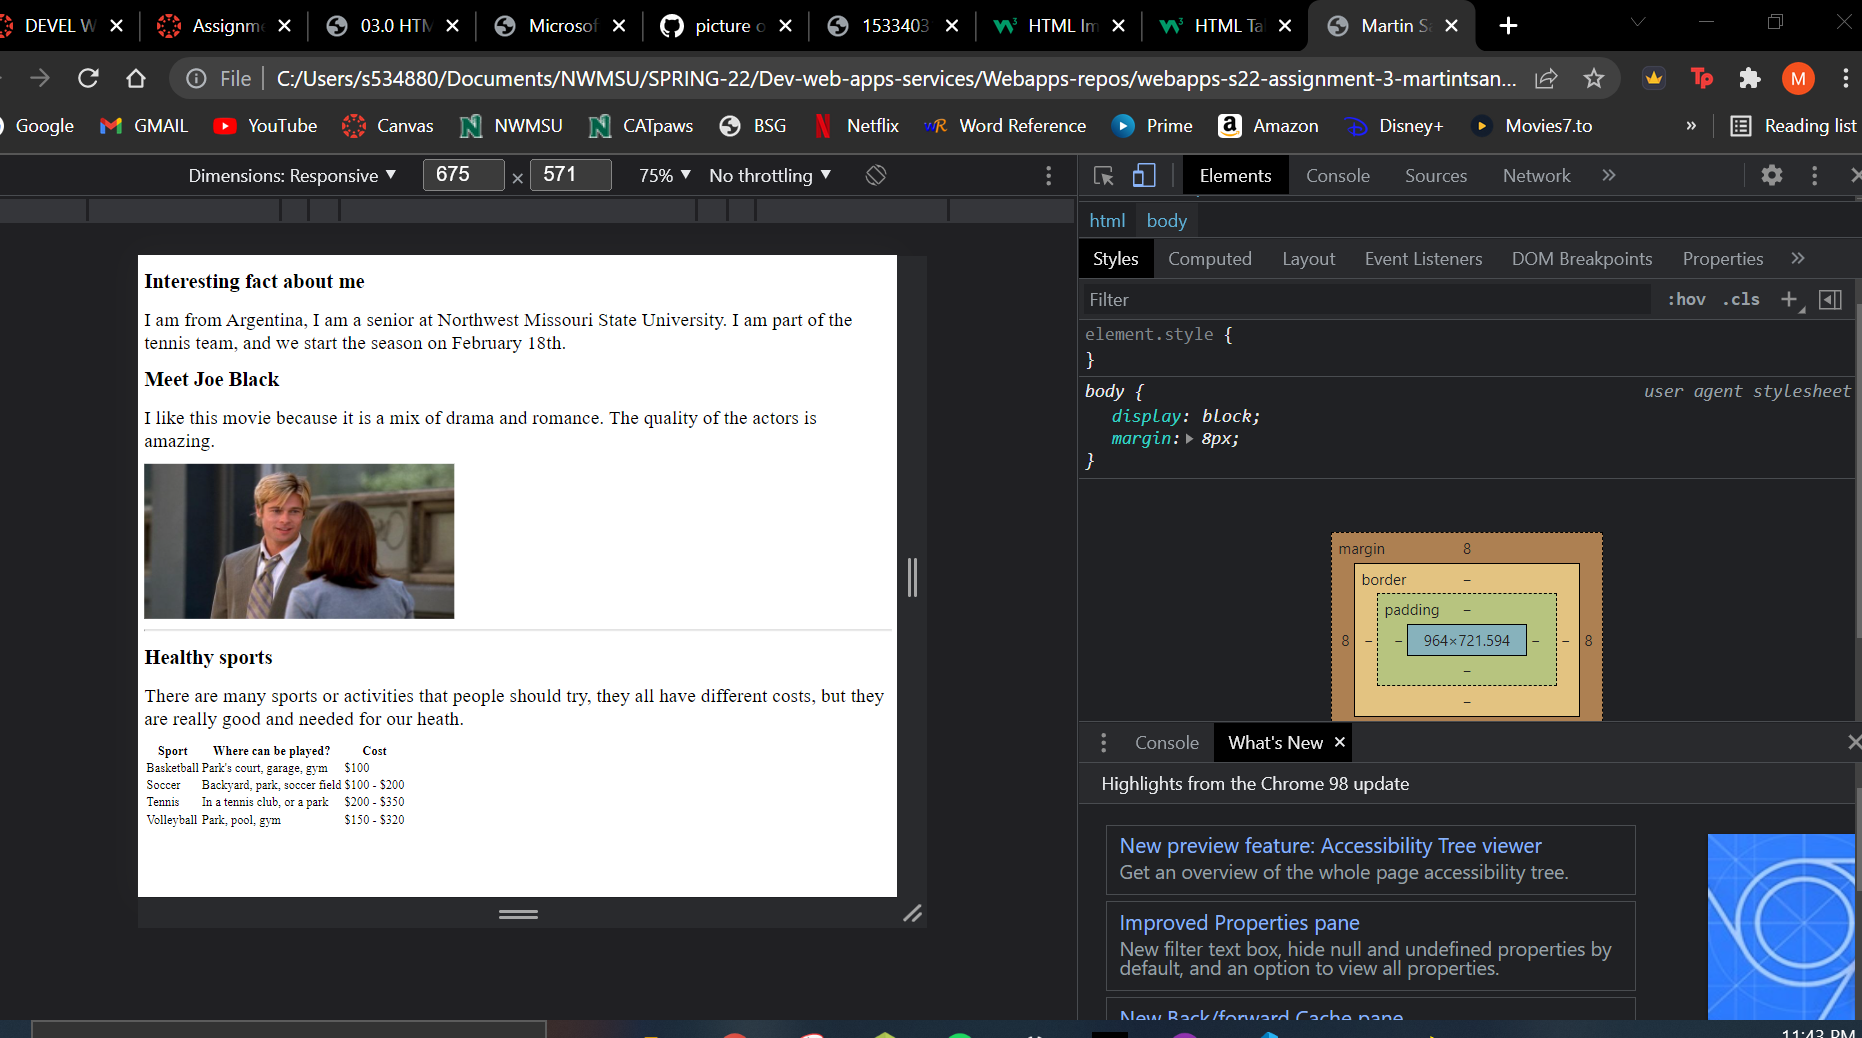 DEVEL W
Assignm
03.0 HTM
Microsof
picture o
1533403
HTML Im
HTML Ta
Martin S
File
C:/Users/s534880/Documents/NWMSU/SPRING-22/Dev-web-apps-services/Webapps-repos/webapps-s22-assignment-3-martintsan...
M
Google GMAIL YouTube Canvas NWMSU CATpaws BSG Netflix Word Reference Prime Amazon Disney+ Movies7.to » Reading list
Dimensions: Responsive ▼ 675 × 571 75% ▼ No throttling ▼
Elements Console Sources Network »
html body
Styles Computed Layout Event Listeners DOM Breakpoints Properties »
Filter :hov .cls +
element.style {
}
body { user agent stylesheet
display: block;
margin: 8px;
}
margin 8
border –
padding –
8 – – 964×721.594 – – 8
–
–
Console What's New ×
Highlights from the Chrome 98 update
New preview feature: Accessibility Tree viewer
Get an overview of the whole page accessibility tree.
Improved Properties pane
New filter text box, hide null and undefined properties by
default, and an option to view all properties.
New Back/forward Cache pane
Interesting fact about me
I am from Argentina, I am a senior at Northwest Missouri State University. I am part of the
tennis team, and we start the season on February 18th.
Meet Joe Black
I like this movie because it is a mix of drama and romance. The quality of the actors is
amazing.
Healthy sports
There are many sports or activities that people should try, they all have different costs, but they
are really good and needed for our heath.
Sport Where can be played? Cost
Basketball Park's court, garage, gym $100
Soccer Backyard, park, soccer field $100 - $200
Tennis In a tennis club, or a park $200 - $350
Volleyball Park, pool, gym $150 - $320
11:43 PM